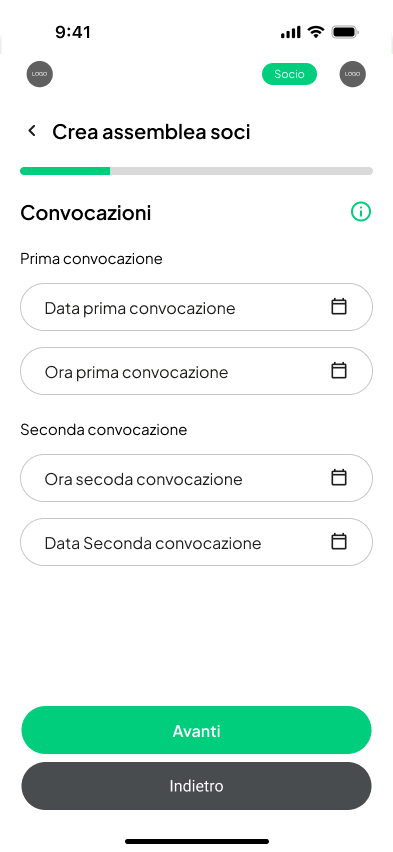 9:41
LOGO
Socio
LOGO
Crea assemblea soci
Convocazioni
Prima convocazione
Data prima convocazione
Ora prima convocazione
Seconda convocazione
Ora secoda convocazione
Data Seconda convocazione
Avanti
Indietro